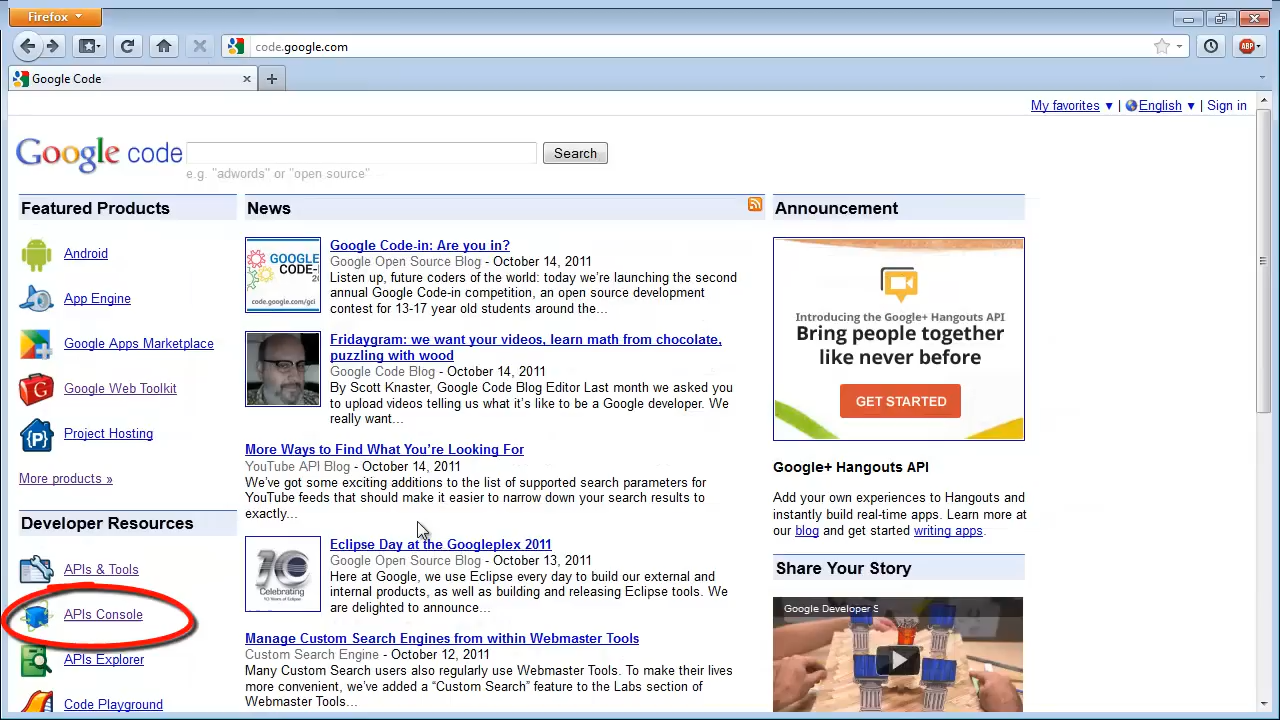 Firefox
code.google.com
Google Code
My favorites ▼ | English ▼ | Sign in
Google code
Search
e.g. "adwords" or "open source"
Featured Products
Android
App Engine
Google Apps Marketplace
Google Web Toolkit
Project Hosting
More products »
Developer Resources
APIs & Tools
APIs Console
APIs Explorer
Code Playground
News
GOOGLE
CODE-I
code.google.com/gci
Google Code-in: Are you in?
Google Open Source Blog - October 14, 2011
Listen up, future coders of the world: today we're launching the second
annual Google Code-in competition, an open source development
contest for 13-17 year old students around the...
Fridaygram: we want your videos, learn math from chocolate,
puzzling with wood
Google Code Blog - October 14, 2011
By Scott Knaster, Google Code Blog Editor Last month we asked you
to upload videos telling us what it's like to be a Google developer. We
really want...
More Ways to Find What You're Looking For
YouTube API Blog - October 14, 2011
We've got some exciting additions to the list of supported search parameters for
YouTube feeds that should make it easier to narrow down your search results to
exactly...
10
Celebrating
10 Years of Eclipse
Eclipse Day at the Googleplex 2011
Google Open Source Blog - October 13, 2011
Here at Google, we use Eclipse every day to build our external and
internal products, as well as building and releasing Eclipse tools. We
are delighted to announce...
Manage Custom Search Engines from within Webmaster Tools
Custom Search Engine - October 12, 2011
Many Custom Search users also regularly use Webmaster Tools. To make their lives
more convenient, we've added a "Custom Search" feature to the Labs section of
Webmaster Tools...
Announcement
Introducing the Google+ Hangouts API
Bring people together
like never before
GET STARTED
Google+ Hangouts API
Add your own experiences to Hangouts and
instantly build real-time apps. Learn more at
our blog and get started writing apps.
Share Your Story
Google Developer S
ABP